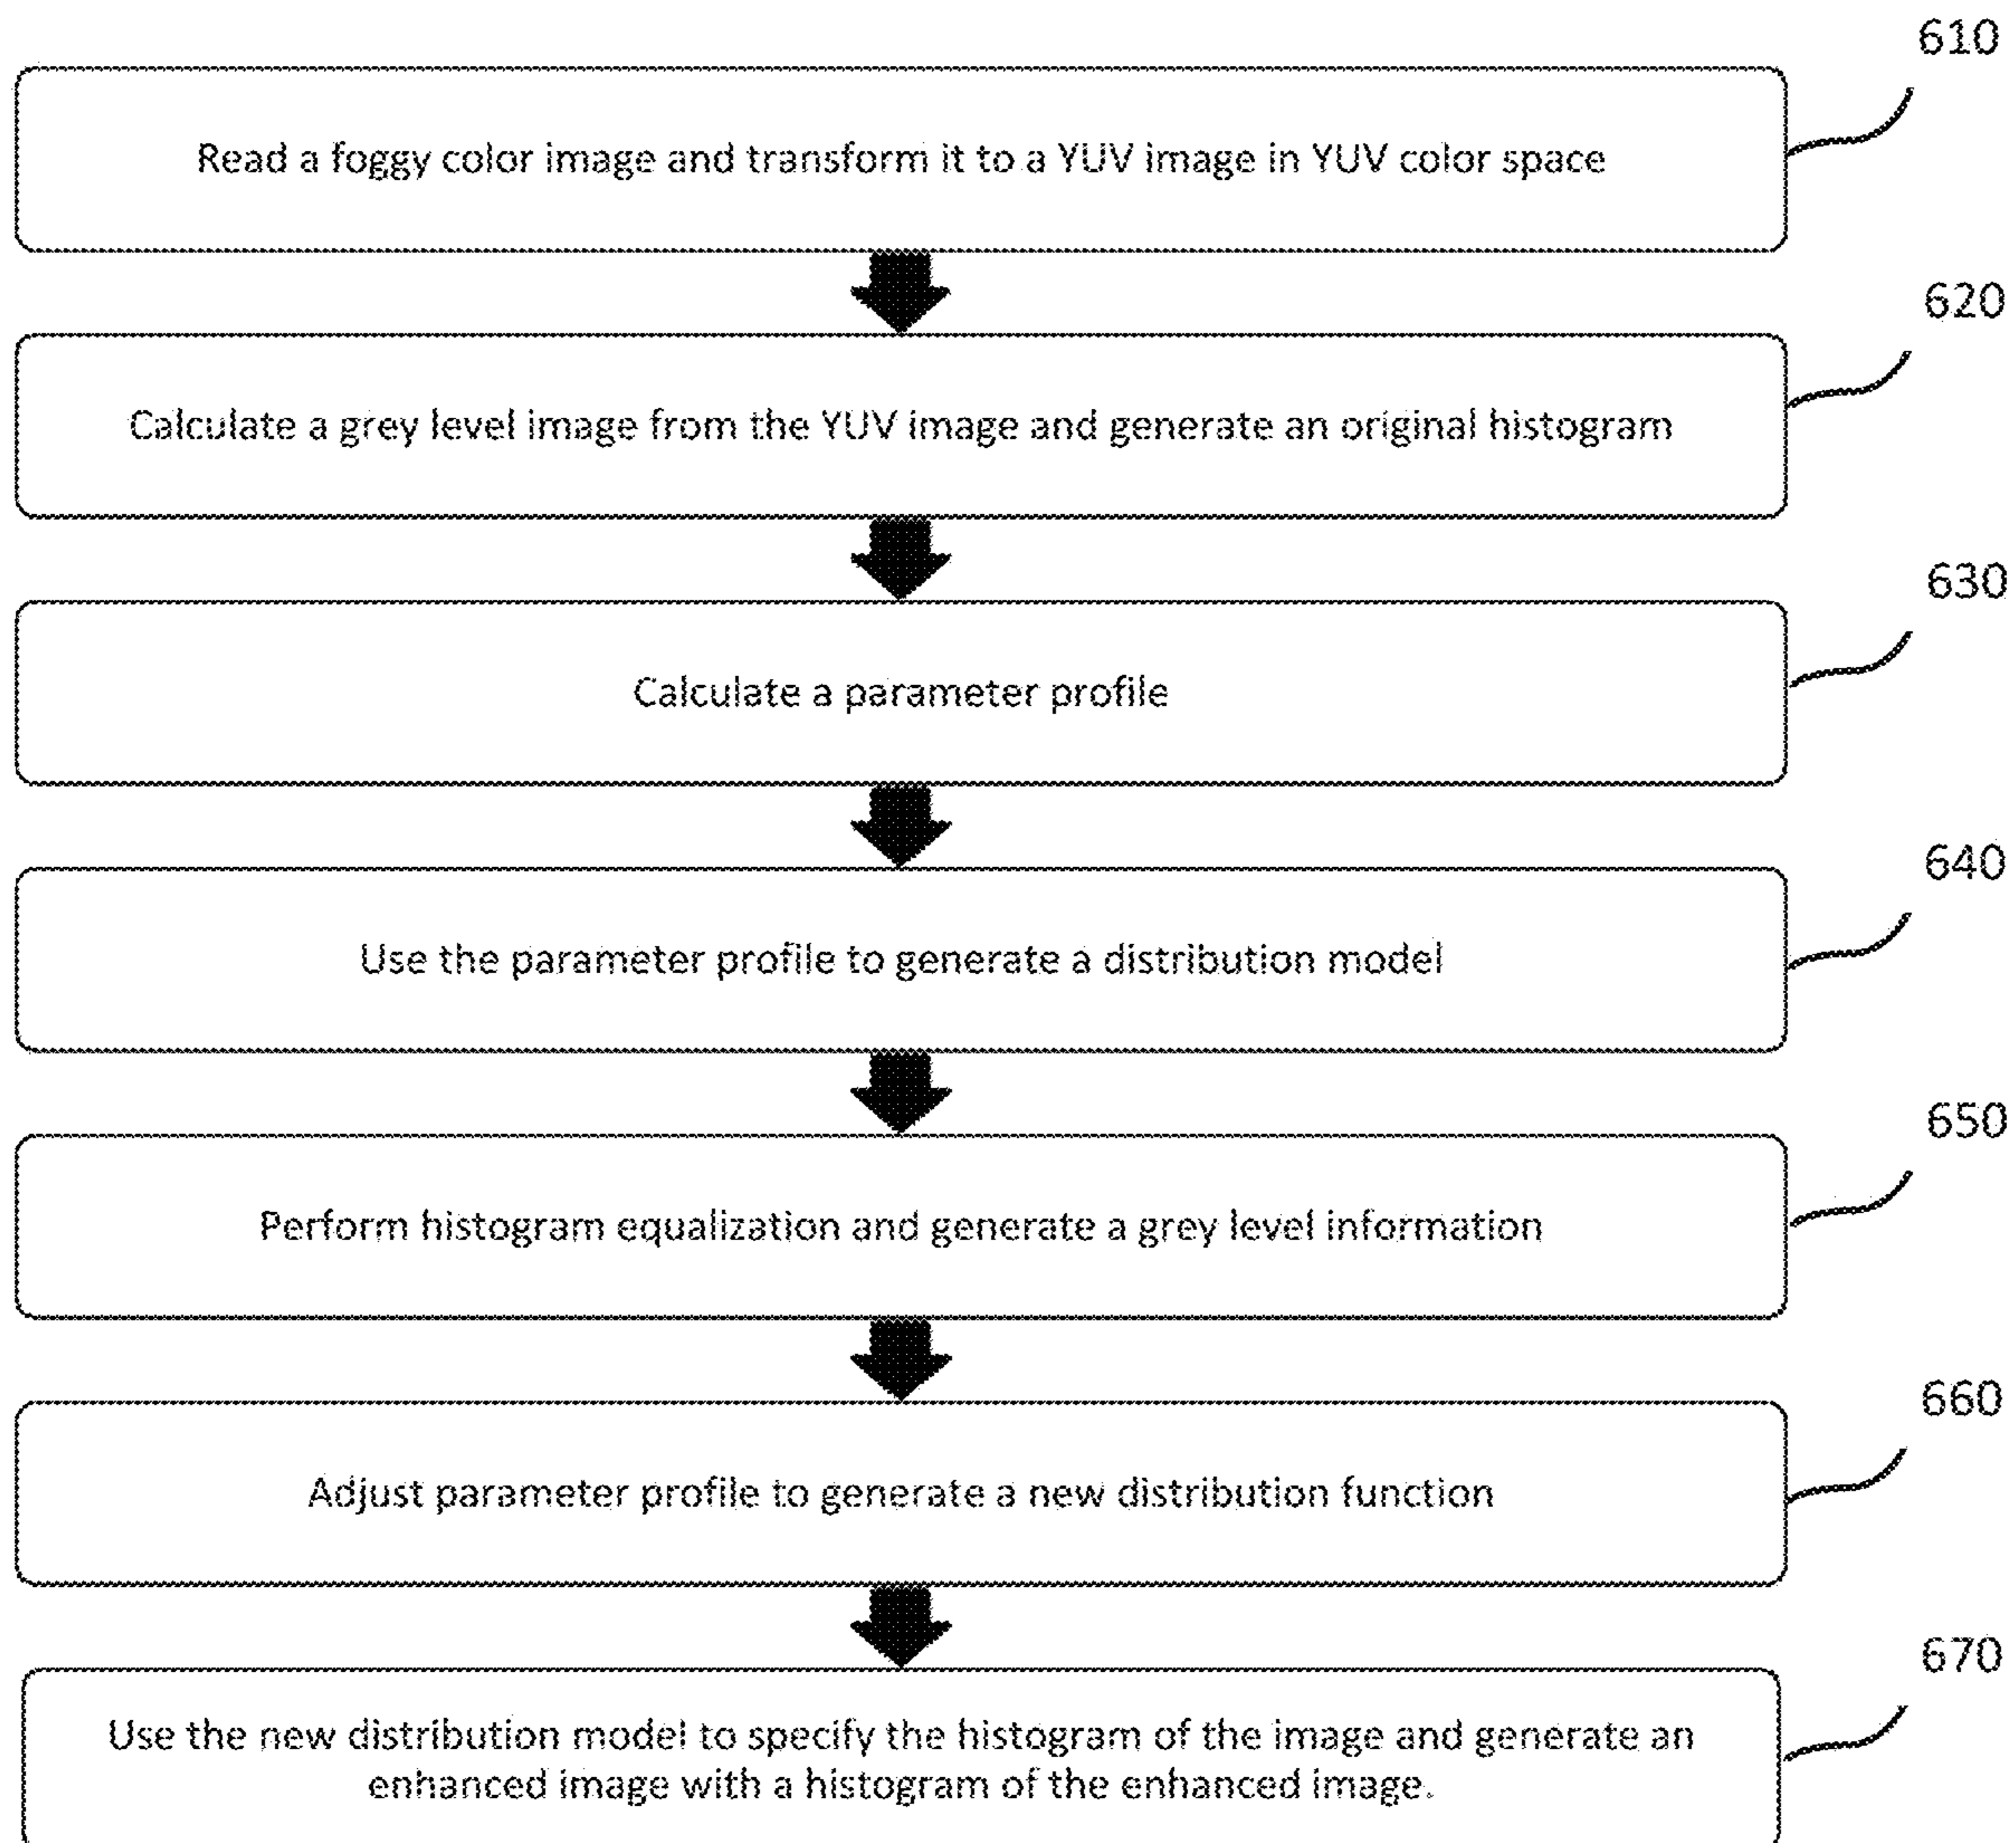 610
Read a foggy color image and transform it to a YUV image in YUV color space
620
Calculate a grey level image from the YUV image and generate an original histogram
630
Calculate a parameter profile
640
Use the parameter profile to generate a distribution model
650
Perform histogram equalization and generate a grey level information
660
Adjust parameter profile to generate a new distribution function
670
Use the new distribution model to specify the histogram of the image and generate an
enhanced image with a histogram of the enhanced image.